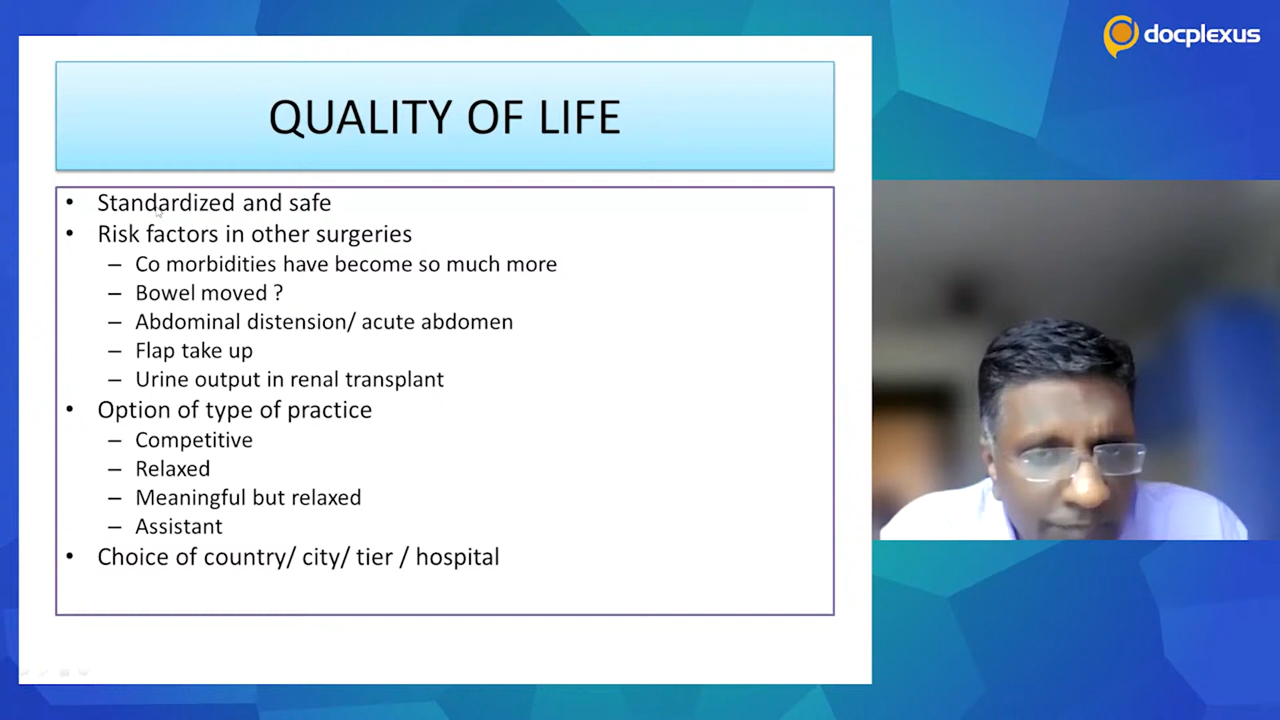 docplexus
QUALITY OF LIFE
• Standardized and safe
• Risk factors in other surgeries
– Co morbidities have become so much more
– Bowel moved ?
– Abdominal distension/ acute abdomen
– Flap take up
– Urine output in renal transplant
• Option of type of practice
– Competitive
– Relaxed
– Meaningful but relaxed
– Assistant
• Choice of country/ city/ tier / hospital